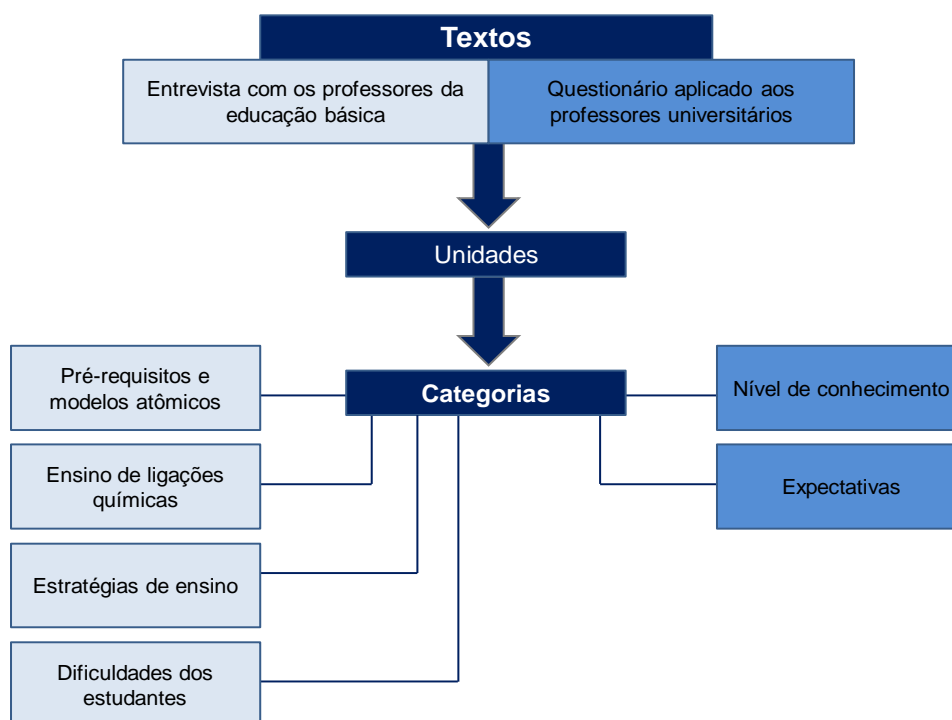 Textos
Entrevista com os professores da
educação básica
Questionário aplicado aos
professores universitários
Unidades
Categorias
Pré-requisitos e
modelos atômicos
Ensino de ligações
químicas
Estratégias de ensino
Dificuldades dos
estudantes
Nível de conhecimento
Expectativas